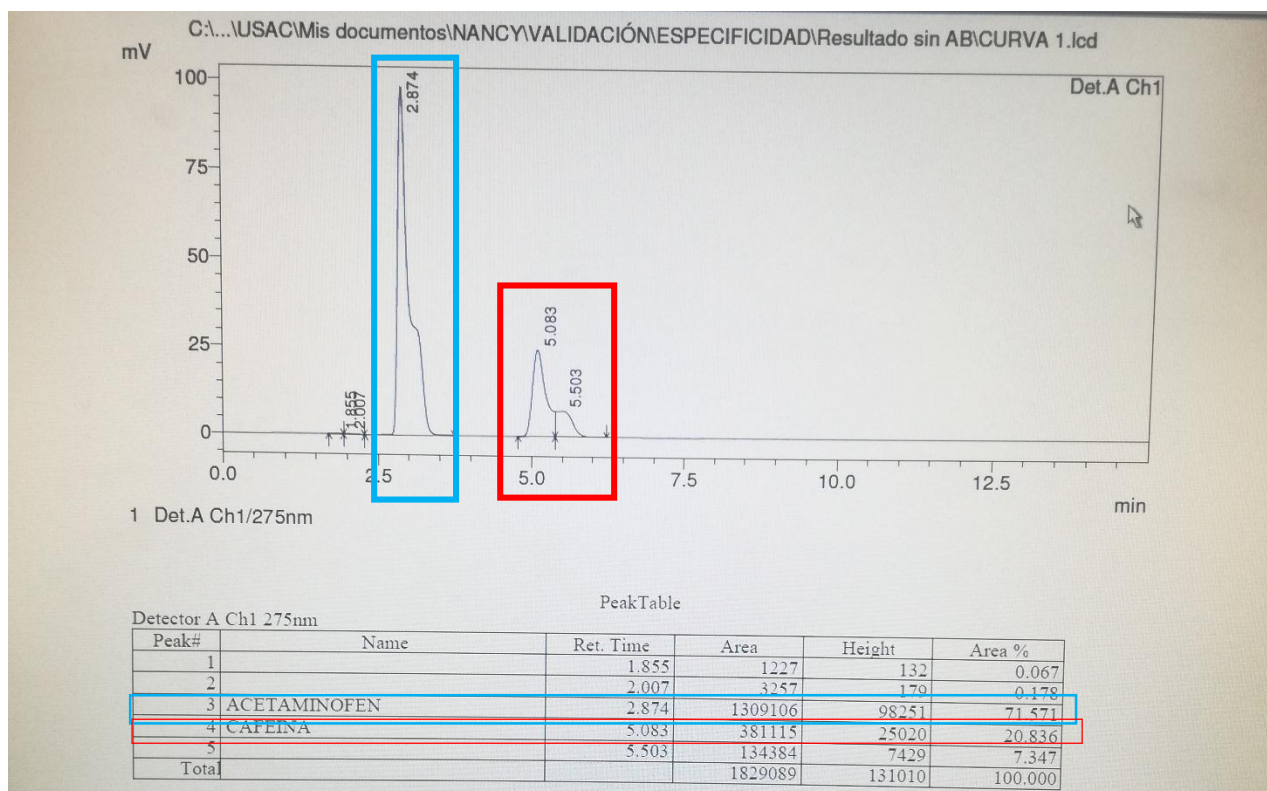 C:\...\USAC\Mis documentos\NANCY\VALIDACIÓN\ESPECIFICIDAD\Resultado sin AB\CURVA 1.lcd
mV
100
Det.A Ch1
2.874
75
50
25
5.083
5.503
1.855
2.007
0
0.0 2.5 5.0 7.5 10.0 12.5
min
1 Det.A Ch1/275nm
PeakTable
Detector A Ch1 275nm
Peak# Name Ret. Time Area Height Area %
1 1.855 1227 132 0.067
2 2.007 3257 179 0.178
3 ACETAMINOFEN 2.874 1309106 98251 71.571
4 CAFEINA 5.083 381115 25020 20.836
5 5.503 134384 7429 7.347
Total 1829089 131010 100.000